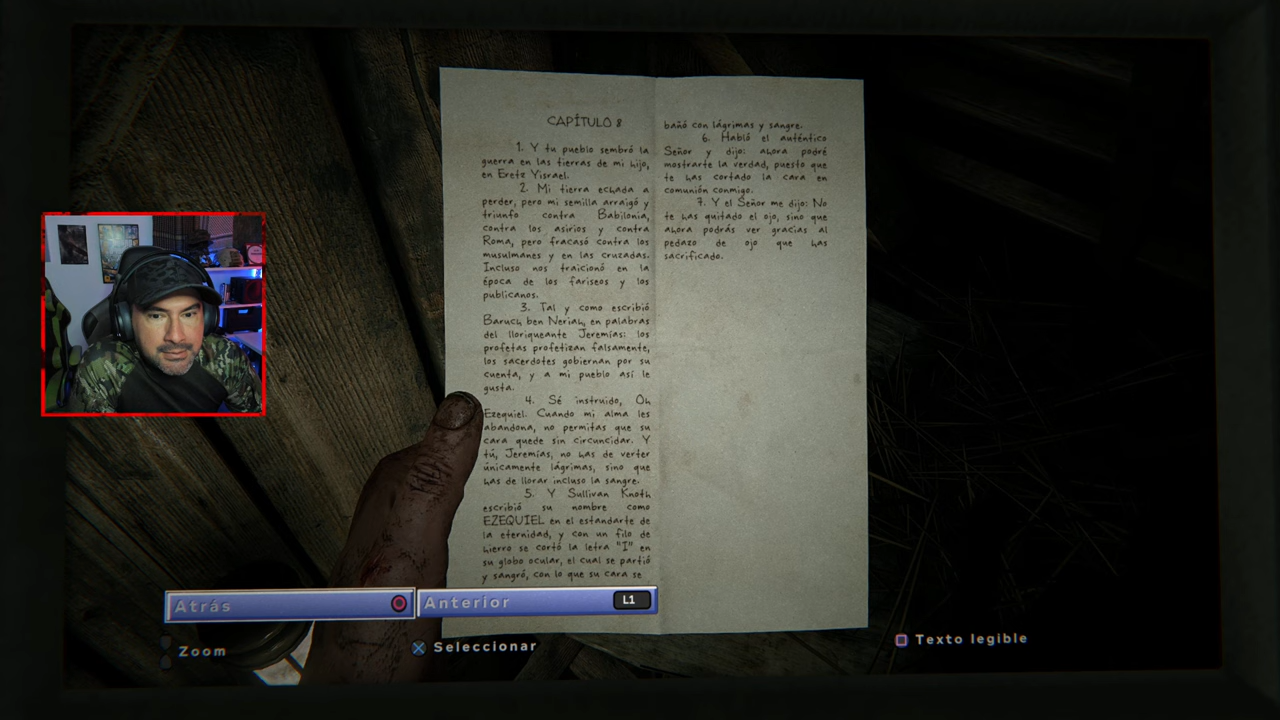 CAPÍTULO 8
1. Y tu pueblo sembró la
guerra en las tierras de mi hijo,
en Eretz Yisrael.
2. Mi tierra echada a
perder, pero mi semilla arraigó y
triunfo contra Babilonia,
contra los asirios y contra
Roma, pero fracasó contra los
musulmanes y en las cruzadas.
Incluso nos traicionó en la
época de los fariseos y los
publicanos.
3. Tal y como escribió
Baruch ben Neriah, en palabras
del lloriqueante Jeremías: los
profetas profetizan falsamente,
los sacerdotes gobiernan por su
cuenta, y a mi pueblo así le
gusta.
4. Sé instruido, Oh
Ezequiel. Cuando mi alma les
abandona, no permitas que su
cara quede sin circuncidar. Y
tú, Jeremías, no has de verter
únicamente lágrimas, sino que
has de llorar incluso la sangre.
5. Y Sullivan Knoth
escribió su nombre como
EZEQUIEL en el estandarte de
la eternidad, y con un filo de
hierro se cortó la letra "I" en
su globo ocular, el cual se partió
y sangró, con lo que su cara se
bañó con lágrimas y sangre.
6. Habló el auténtico
Señor y dijo: ahora podré
mostrarte la verdad, puesto que
te has cortado la cara en
comunión conmigo.
7. Y el Señor me dijo: No
te has quitado el ojo, sino que
ahora podrás ver gracias al
pedazo de ojo que has
sacrificado.
Atrás
Anterior L1
Zoom
Seleccionar
Texto legible